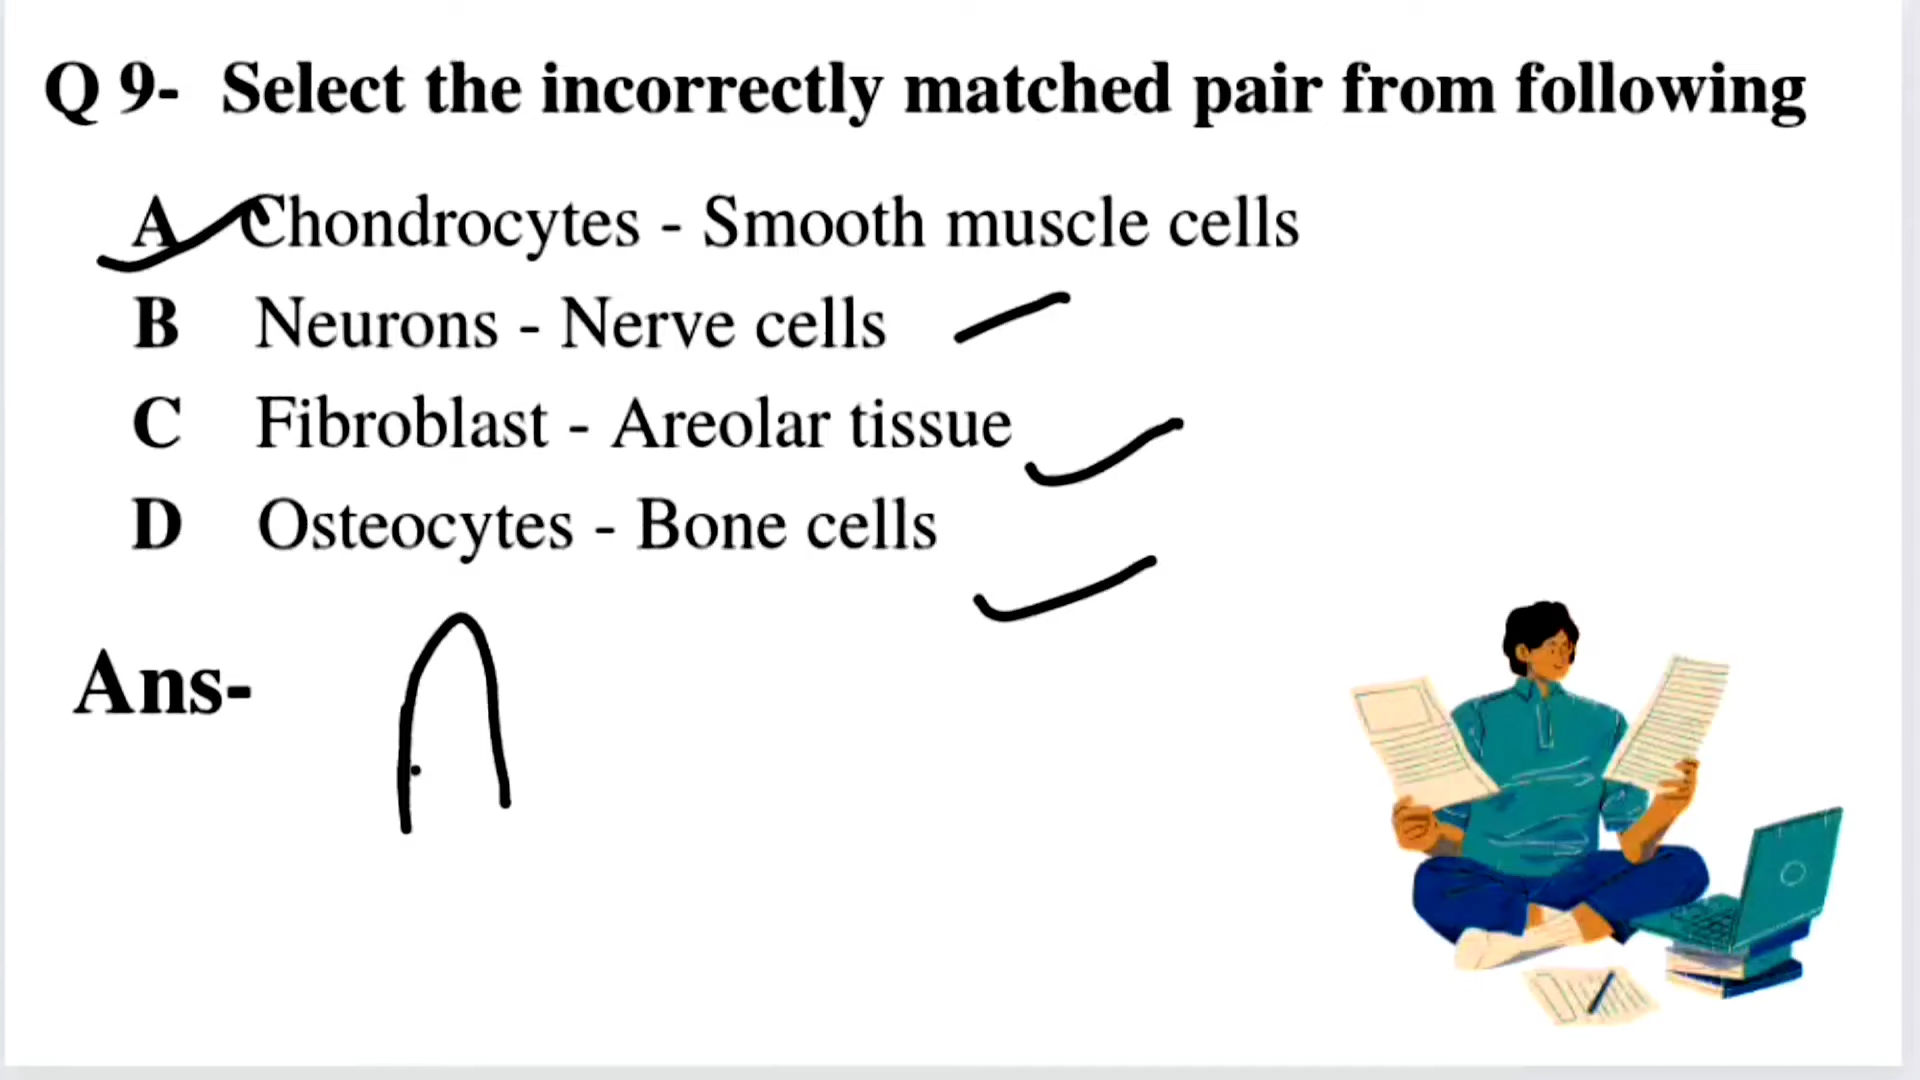 Q 9- Select the incorrectly matched pair from following
A Chondrocytes - Smooth muscle cells
B Neurons - Nerve cells
C Fibroblast - Areolar tissue
D Osteocytes - Bone cells
Ans- A